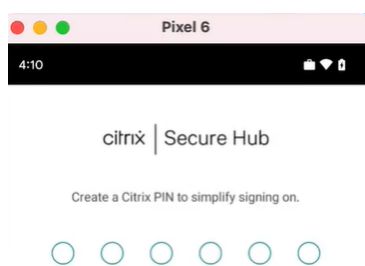 Pixel 6
4:10
citrix | Secure Hub
Create a Citrix PIN to simplify signing on.